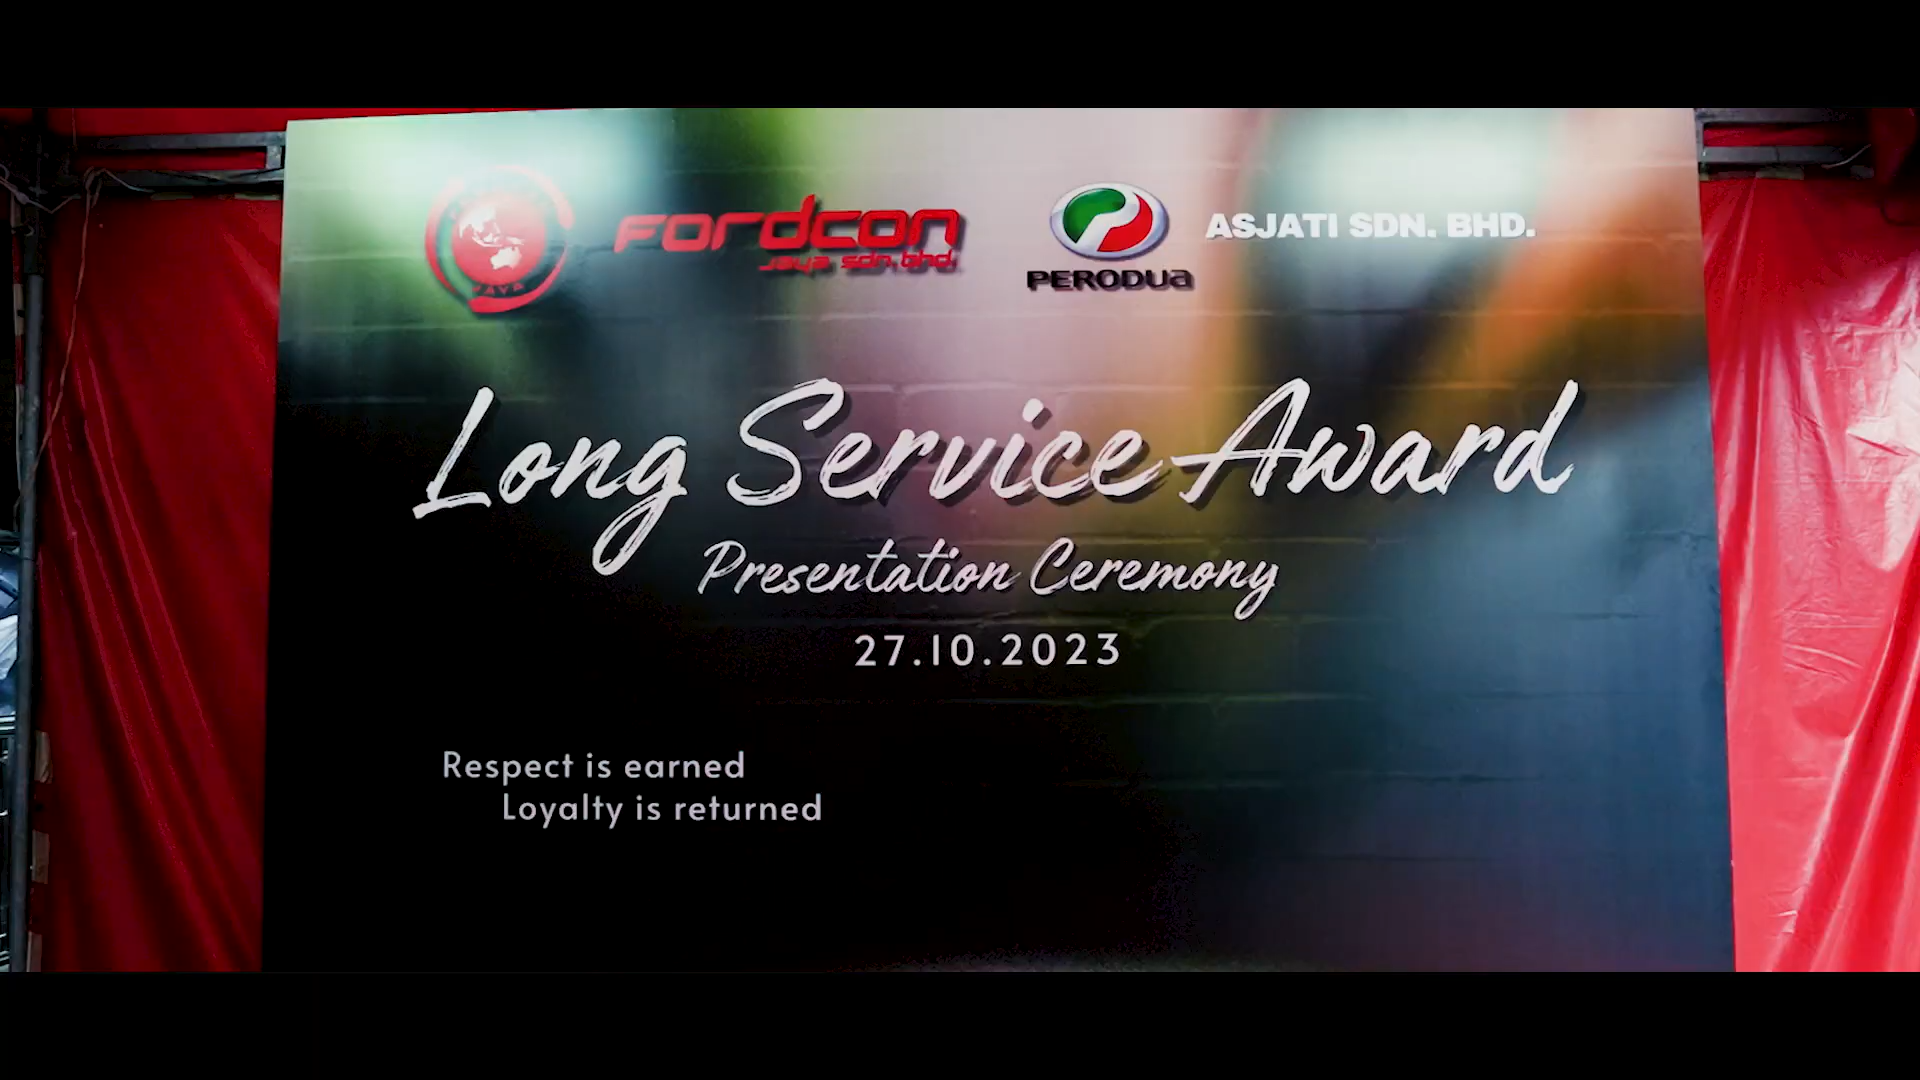 JAYA
Fordcon
Jaya sdn. bhd.
PERODUA
ASJATI SDN. BHD.
Long Service Award
Presentation Ceremony
27.10.2023
Respect is earned
Loyalty is returned